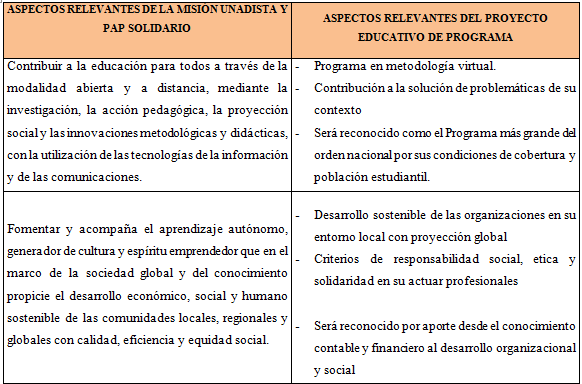 ASPECTOS RELEVANTES DE LA MISIÓN UNADISTA Y
PAP SOLIDARIO
ASPECTOS RELEVANTES DEL PROYECTO
EDUCATIVO DE PROGRAMA
Contribuir a la educación para todos a través de la
modalidad abierta y a distancia, mediante la
investigación, la acción pedagógica, la proyección
social y las innovaciones metodológicas y didácticas,
con la utilización de las tecnologías de la información
y de las comunicaciones.
- Programa en metodología virtual.
- Contribución a la solución de problemáticas de su
contexto
- Será reconocido como el Programa más grande del
orden nacional por sus condiciones de cobertura y
población estudiantil.
Fomentar y acompaña el aprendizaje autónomo,
generador de cultura y espíritu emprendedor que en el
marco de la sociedad global y del conocimiento
propicie el desarrollo económico, social y humano
sostenible de las comunidades locales, regionales y
globales con calidad, eficiencia y equidad social.
- Desarrollo sostenible de las organizaciones en su
entorno local con proyección global
- Criterios de responsabilidad social, etica y
solidaridad en su actuar profesionales
- Será reconocido por aporte desde el conocimiento
contable y financiero al desarrollo organizacional
y social